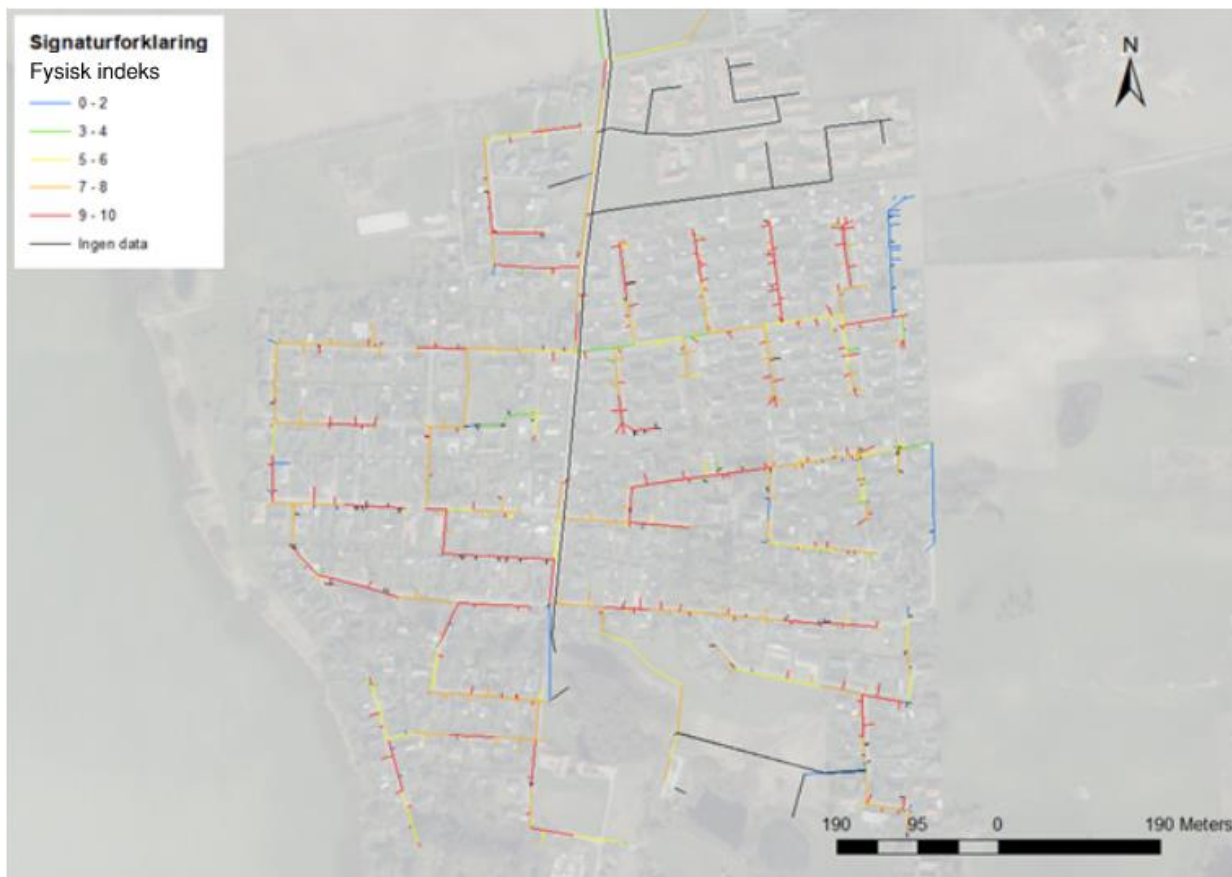 Signaturforklaring
Fysisk indeks
0 - 2
3 - 4
5 - 6
7 - 8
9 - 10
Ingen data
N
190 95 0 190 Meters